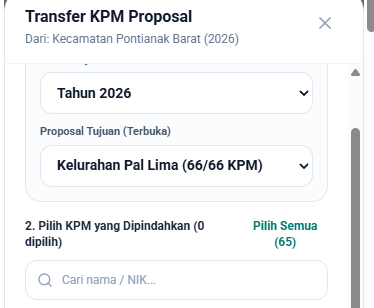 Transfer KPM Proposal
Dari: Kecamatan Pontianak Barat (2026)
Tahun 2026
Proposal Tujuan (Terbuka)
Kelurahan Pal Lima (66/66 KPM)
2. Pilih KPM yang Dipindahkan (0
dipilih)
Pilih Semua
(65)
Cari nama / NIK...